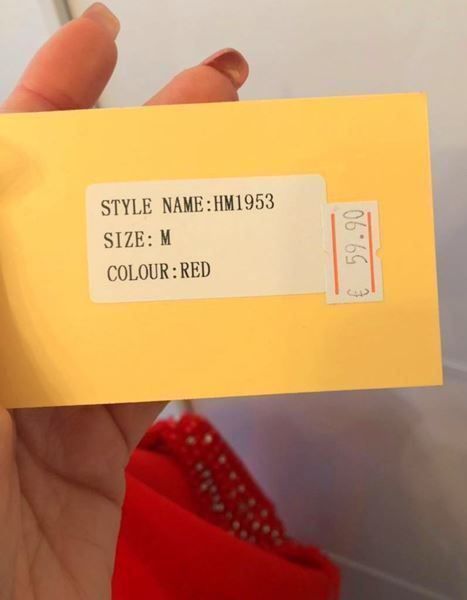 STYLE NAME:HM1953
SIZE: M
COLOUR:RED
€ 59.90